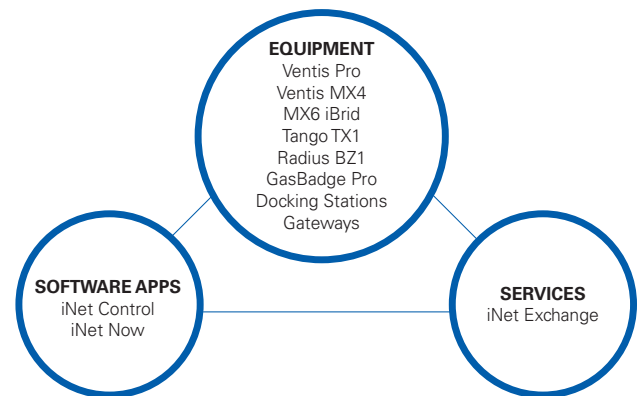 EQUIPMENT
Ventis Pro
Ventis MX4
MX6 iBrid
Tango TX1
Radius BZ1
GasBadge Pro
Docking Stations
Gateways
SOFTWARE APPS
iNet Control
iNet Now
SERVICES
iNet Exchange